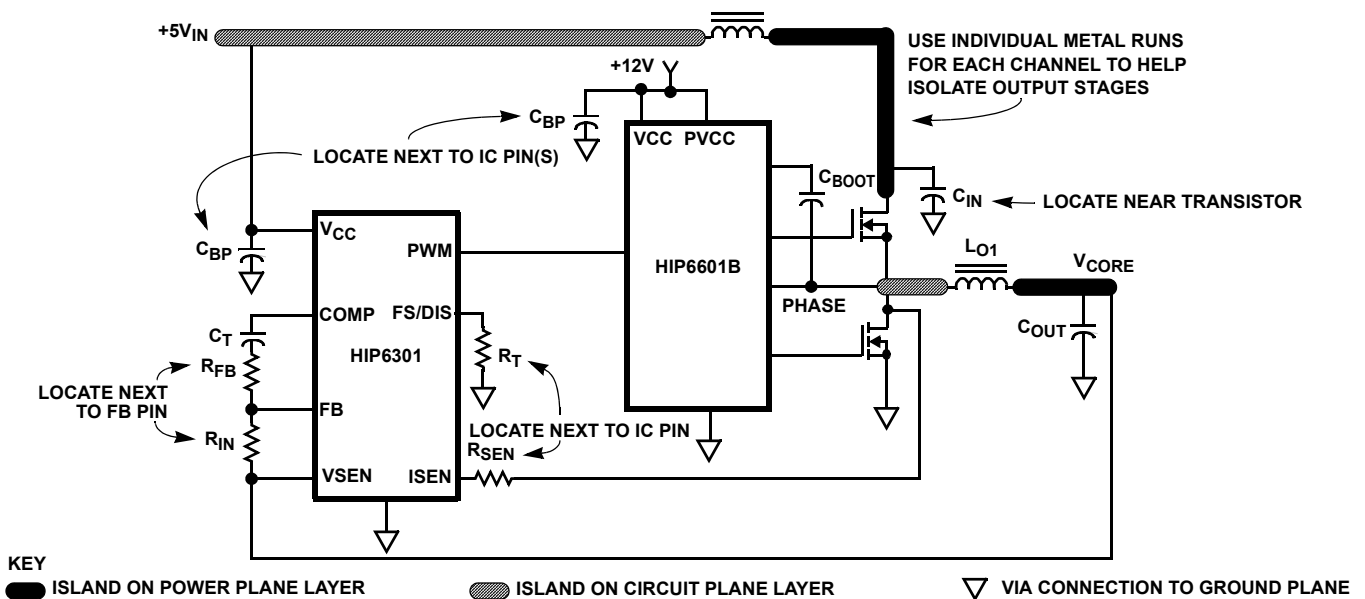 +5VIN
USE INDIVIDUAL METAL RUNS
FOR EACH CHANNEL TO HELP
ISOLATE OUTPUT STAGES
+12V
CBP
VCC PVCC
LOCATE NEXT TO IC PIN(S)
CBOOT
CIN
LOCATE NEAR TRANSISTOR
VCC
CBP
PWM
HIP6601B
LO1
VCORE
PHASE
COMP
FS/DIS
CT
HIP6301
RT
COUT
RFB
LOCATE NEXT
TO FB PIN
FB
RIN
LOCATE NEXT TO IC PIN
RSEN
VSEN
ISEN
KEY
ISLAND ON POWER PLANE LAYER
ISLAND ON CIRCUIT PLANE LAYER
VIA CONNECTION TO GROUND PLANE